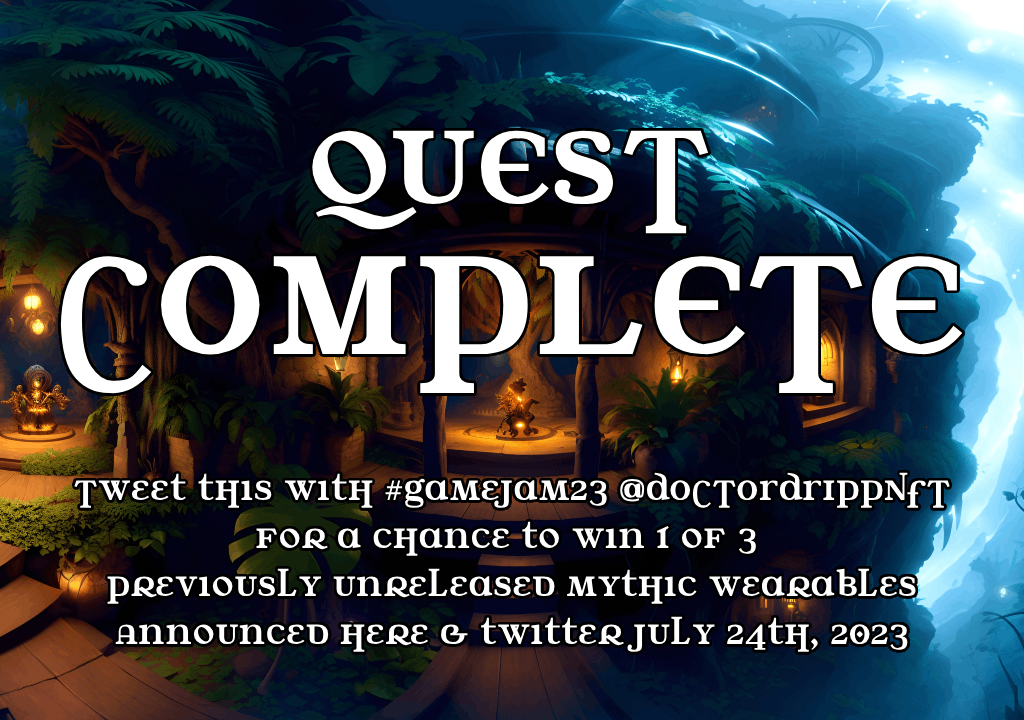 QUEST
COMPLETE
Tweet this with #gamejam23 @doctordrippNFT
for a chance to win 1 of 3
previously unreleased mythic wearables
announced here & twitter July 24th, 2023